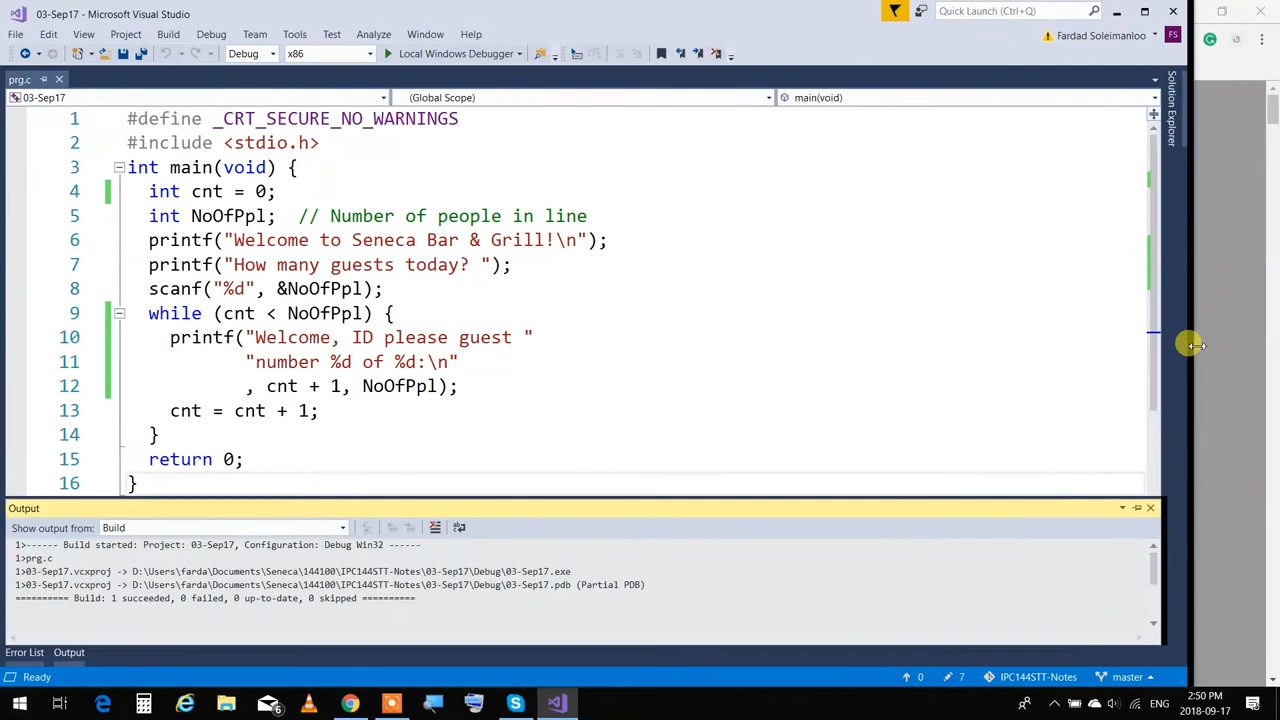 03-Sep17 - Microsoft Visual Studio
Quick Launch (Ctrl+Q)
File Edit View Project Build Debug Team Tools Test Analyze Window Help
Fardad Soleimanloo FS
Debug x86 Local Windows Debugger
prg.c
03-Sep17 (Global Scope) main(void)
Solution Explorer
1 #define _CRT_SECURE_NO_WARNINGS
2 #include <stdio.h>
3 int main(void) {
4 int cnt = 0;
5 int NoOfPpl; // Number of people in line
6 printf("Welcome to Seneca Bar & Grill!\n");
7 printf("How many guests today? ");
8 scanf("%d", &NoOfPpl);
9 while (cnt < NoOfPpl) {
10 printf("Welcome, ID please guest "
11 "number %d of %d:\n"
12 , cnt + 1, NoOfPpl);
13 cnt = cnt + 1;
14 }
15 return 0;
16 }
Output
Show output from: Build
1>------ Build started: Project: 03-Sep17, Configuration: Debug Win32 ------
1>prg.c
1>03-Sep17.vcxproj -> D:\Users\farda\Documents\Seneca\144100\IPC144STT-Notes\03-Sep17\Debug\03-Sep17.exe
1>03-Sep17.vcxproj -> D:\Users\farda\Documents\Seneca\144100\IPC144STT-Notes\03-Sep17\Debug\03-Sep17.pdb (Partial PDB)
========== Build: 1 succeeded, 0 failed, 0 up-to-date, 0 skipped ==========
Error List Output
Ready 0 7 IPC144STT-Notes master
6
ENG
2:50 PM
2018-09-17